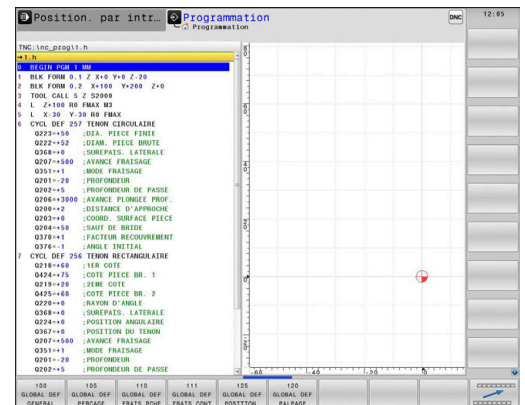 Position. par intr... Programmation
Programmation
DNC
12:05
TNC:\nc_prog\1.h
→1.h
0 BEGIN PGM 1 MM
1 BLK FORM 0.1 Z X+0 Y+0 Z-20
2 BLK FORM 0.2 X+100 Y+200 Z+0
3 TOOL CALL 5 Z S2000
4 L Z+100 R0 FMAX M3
5 L X-30 Y-30 R0 FMAX
6 CYCL DEF 257 TENON CIRCULAIRE
Q223=+50 ;DIA. PIECE FINIE
Q222=+52 ;DIAM. PIECE BRUTE
Q368=+0 ;SUREPAIS. LATERALE
Q207=+500 ;AVANCE FRAISAGE
Q351=+1 ;MODE FRAISAGE
Q201=-20 ;PROFONDEUR
Q202=+5 ;PROFONDEUR DE PASSE
Q206=+3000 ;AVANCE PLONGEE PROF.
Q200=+2 ;DISTANCE D'APPROCHE
Q203=+0 ;COORD. SURFACE PIECE
Q204=+50 ;SAUT DE BRIDE
Q370=+1 ;FACTEUR RECOUVREMENT
Q376=-1 ;ANGLE INITIAL
7 CYCL DEF 256 TENON RECTANGULAIRE
Q218=+60 ;1ER COTE
Q424=+75 ;COTE PIECE BR. 1
Q219=+20 ;2EME COTE
Q425=+60 ;COTE PIECE BR. 2
Q220=+0 ;RAYON D'ANGLE
Q368=+0 ;SUREPAIS. LATERALE
Q224=+0 ;POSITION ANGULAIRE
Q367=+0 ;POSITION DU TENON
Q207=+500 ;AVANCE FRAISAGE
Q351=+1 ;MODE FRAISAGE
Q201=-20 ;PROFONDEUR
Q202=+5 ;PROFONDEUR DE PASSE
-60 -40 -20 0
100 105 110 111 125 120
GLOBAL DEF GLOBAL DEF GLOBAL DEF GLOBAL DEF GLOBAL DEF GLOBAL DEF
GENERAL PERCAGE FRAIS.POCH FRAIS.CONT POSITION PALPAGE